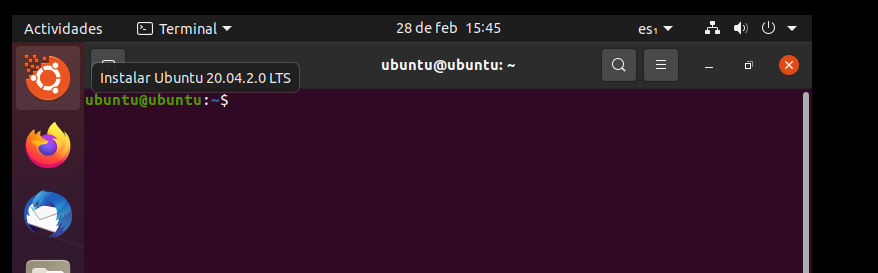 Actividades Terminal 28 de feb 15:45 es₁
ubuntu@ubuntu: ~
Instalar Ubuntu 20.04.2.0 LTS
ubuntu@ubuntu:~$